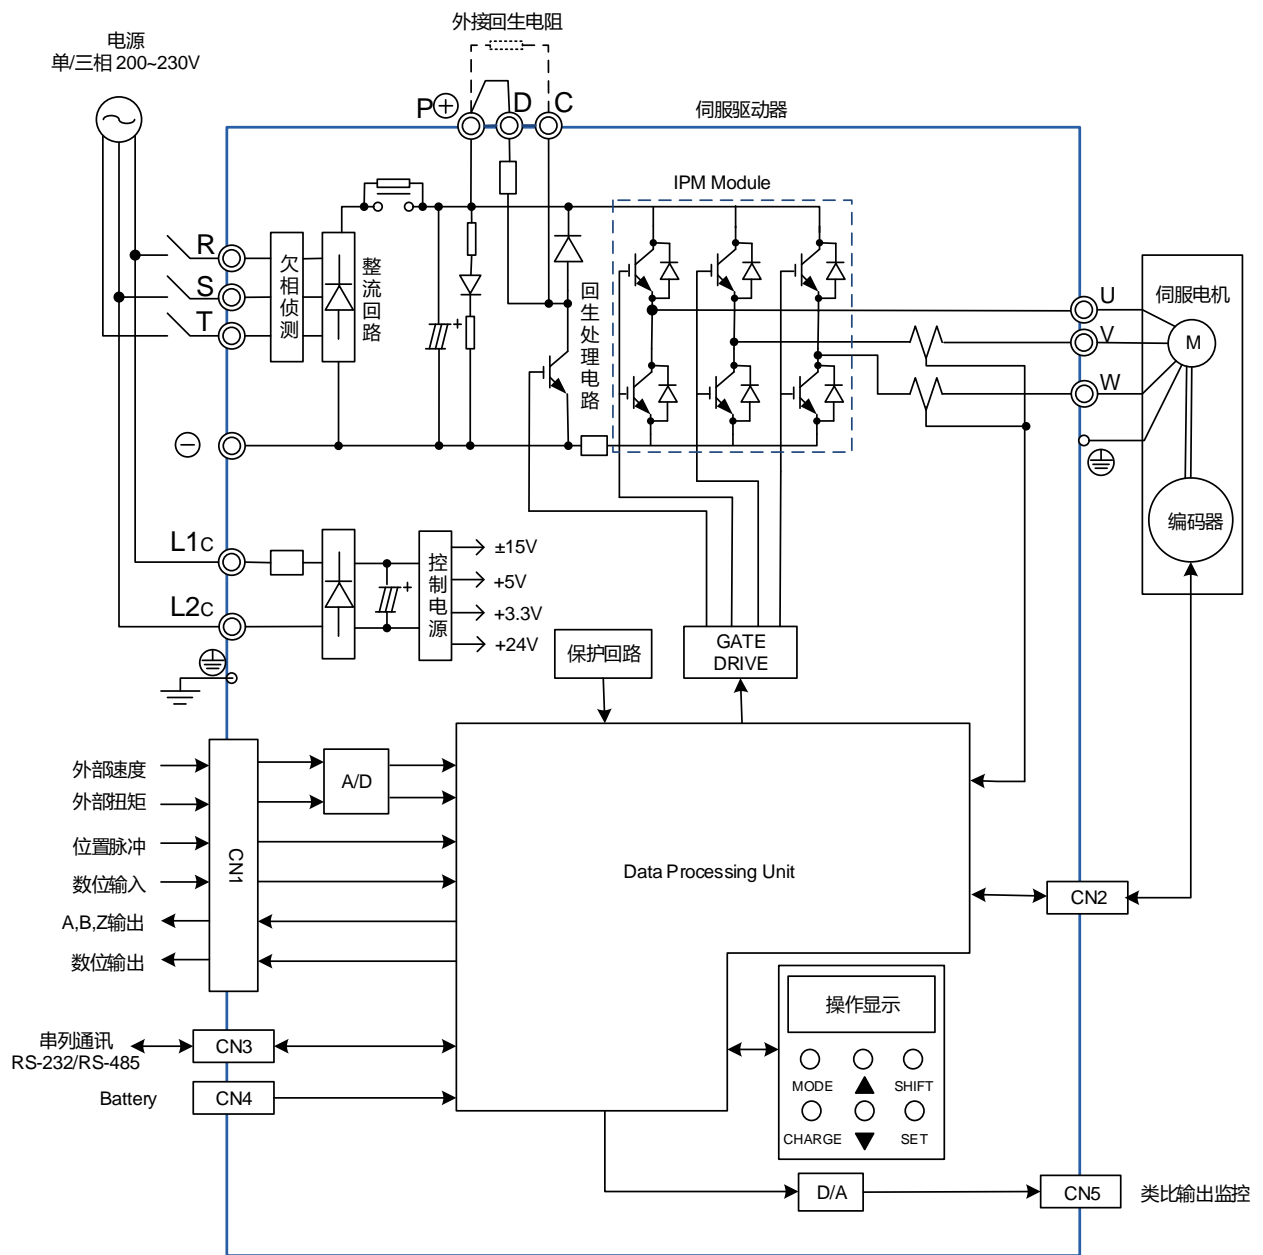 外接回生电阻
电源
单/三相 200~230V
P⊕
D
C
伺服驱动器
IPM Module
R
S
T
欠相侦测
整流回路
+
回生处理电路
U
V
W
伺服电机
M
编码器
L1C
L2C
+
控制电源
±15V
+5V
+3.3V
+24V
保护回路
GATE
DRIVE
外部速度
外部扭矩
位置脉冲
数位输入
A,B,Z输出
数位输出
CN1
A/D
Data Processing Unit
CN2
操作显示
MODE
▲
SHIFT
CHARGE
▼
SET
串列通讯
RS-232/RS-485
CN3
Battery
CN4
D/A
CN5
类比输出监控